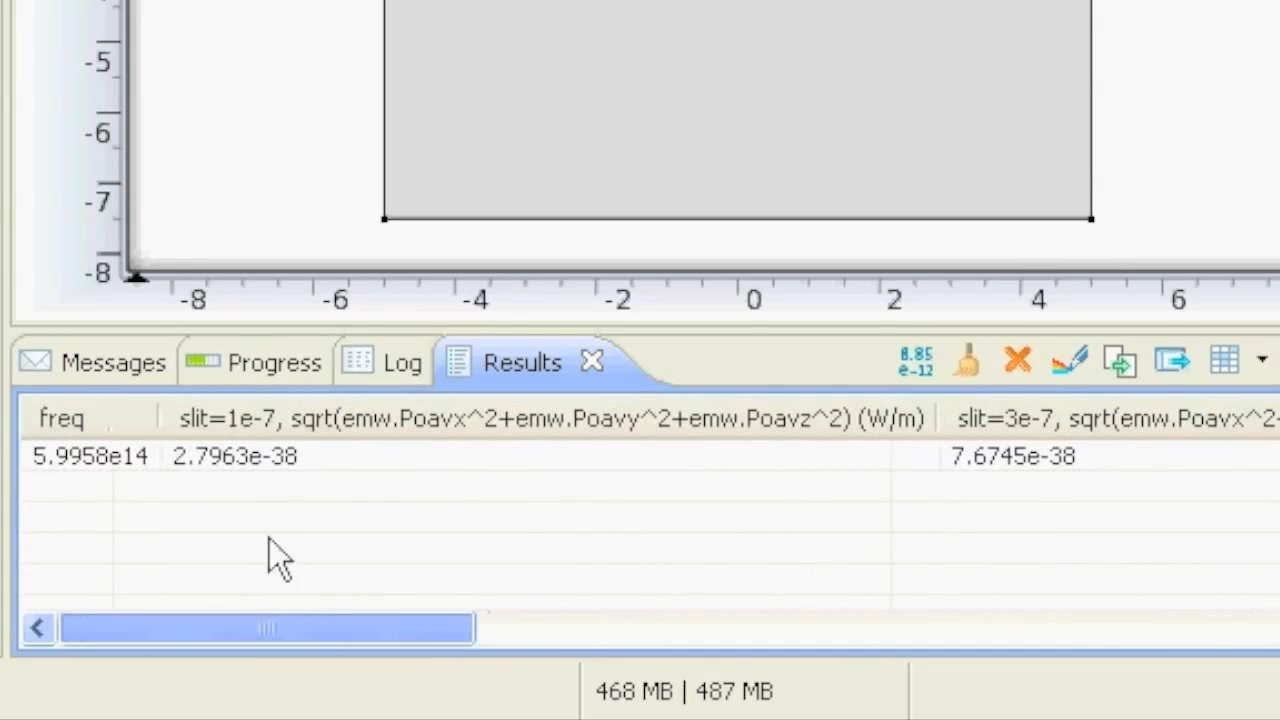 -5
-6
-7
-8
-8 -6 -4 -2 0 2 4 6
Messages Progress Log Results 8.85 e-12
freq slit=1e-7, sqrt(emw.Poavx^2+emw.Poavy^2+emw.Poavz^2) (W/m) slit=3e-7, sqrt(emw.Poavx^2
5.9958e14 2.7963e-38 7.6745e-38
468 MB | 487 MB